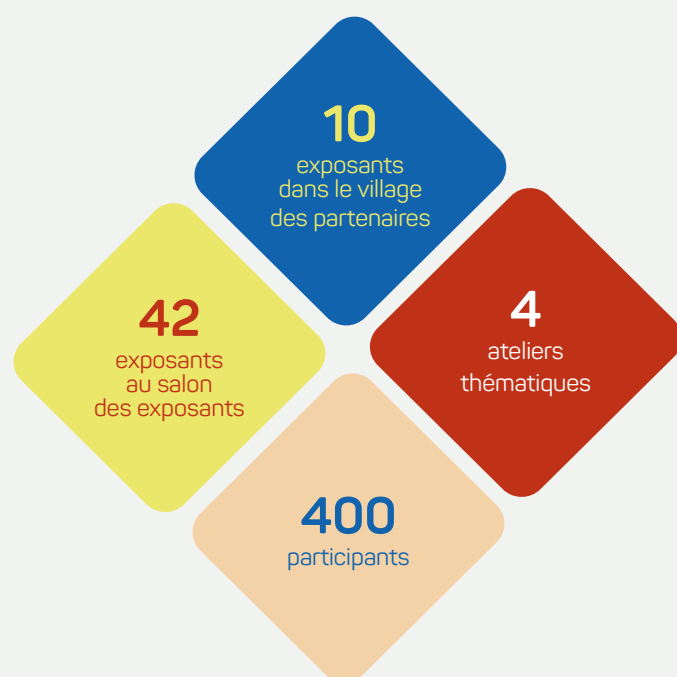 10
exposants
dans le village
des partenaires
42
exposants
au salon
des exposants
4
ateliers
thématiques
400
participants